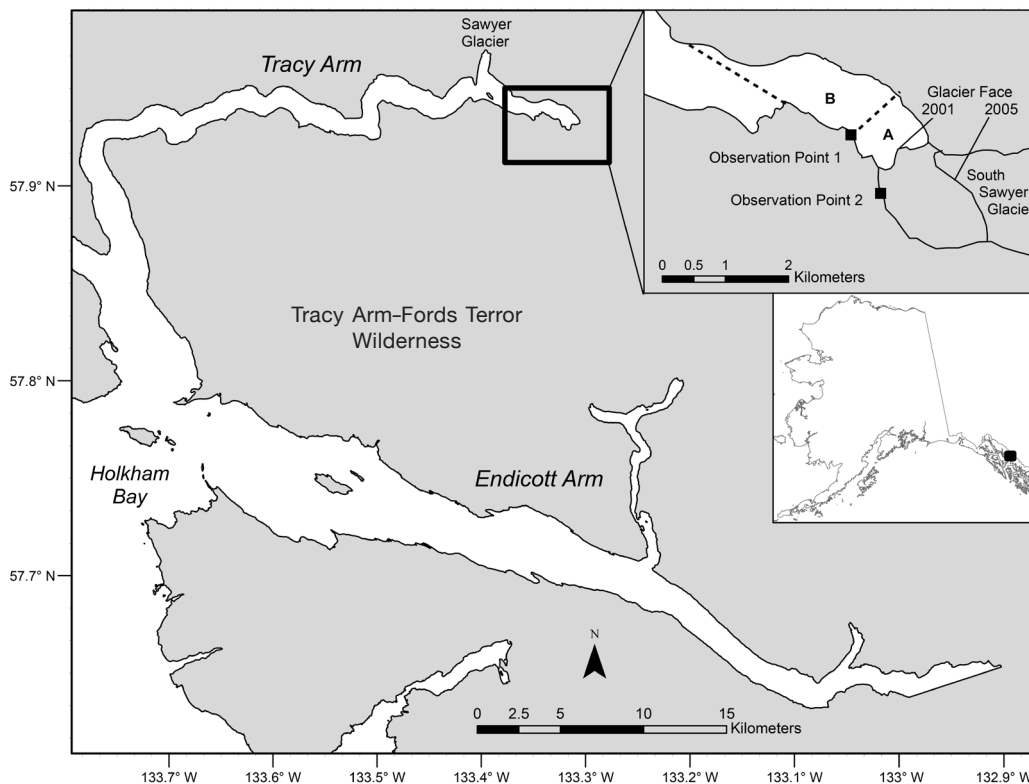 Sawyer
Glacier
Tracy Arm
Glacier Face
2001 2005
B
A
Observation Point 1
Observation Point 2
South
Sawyer
Glacier
0 0.5 1 2
Kilometers
57.9° N
57.8° N
57.7° N
Tracy Arm-Fords Terror
Wilderness
Holkham
Bay
Endicott Arm
N
0 2.5 5 10 15
Kilometers
133.7° W 133.6° W 133.5° W 133.4° W 133.3° W 133.2° W 133.1° W 133° W 132.9° W